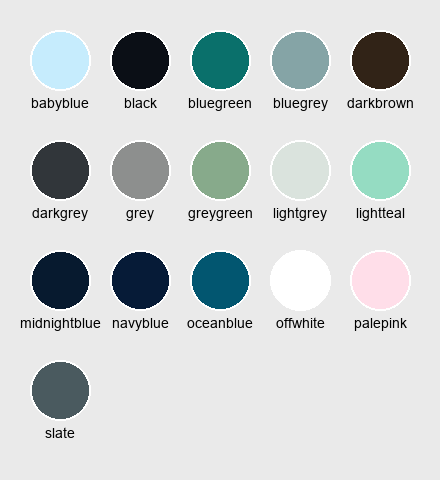 babyblue black bluegreen bluegrey darkbrown
darkgrey grey greygreen lightgrey lightteal
midnightblue navyblue oceanblue offwhite palepink
slate